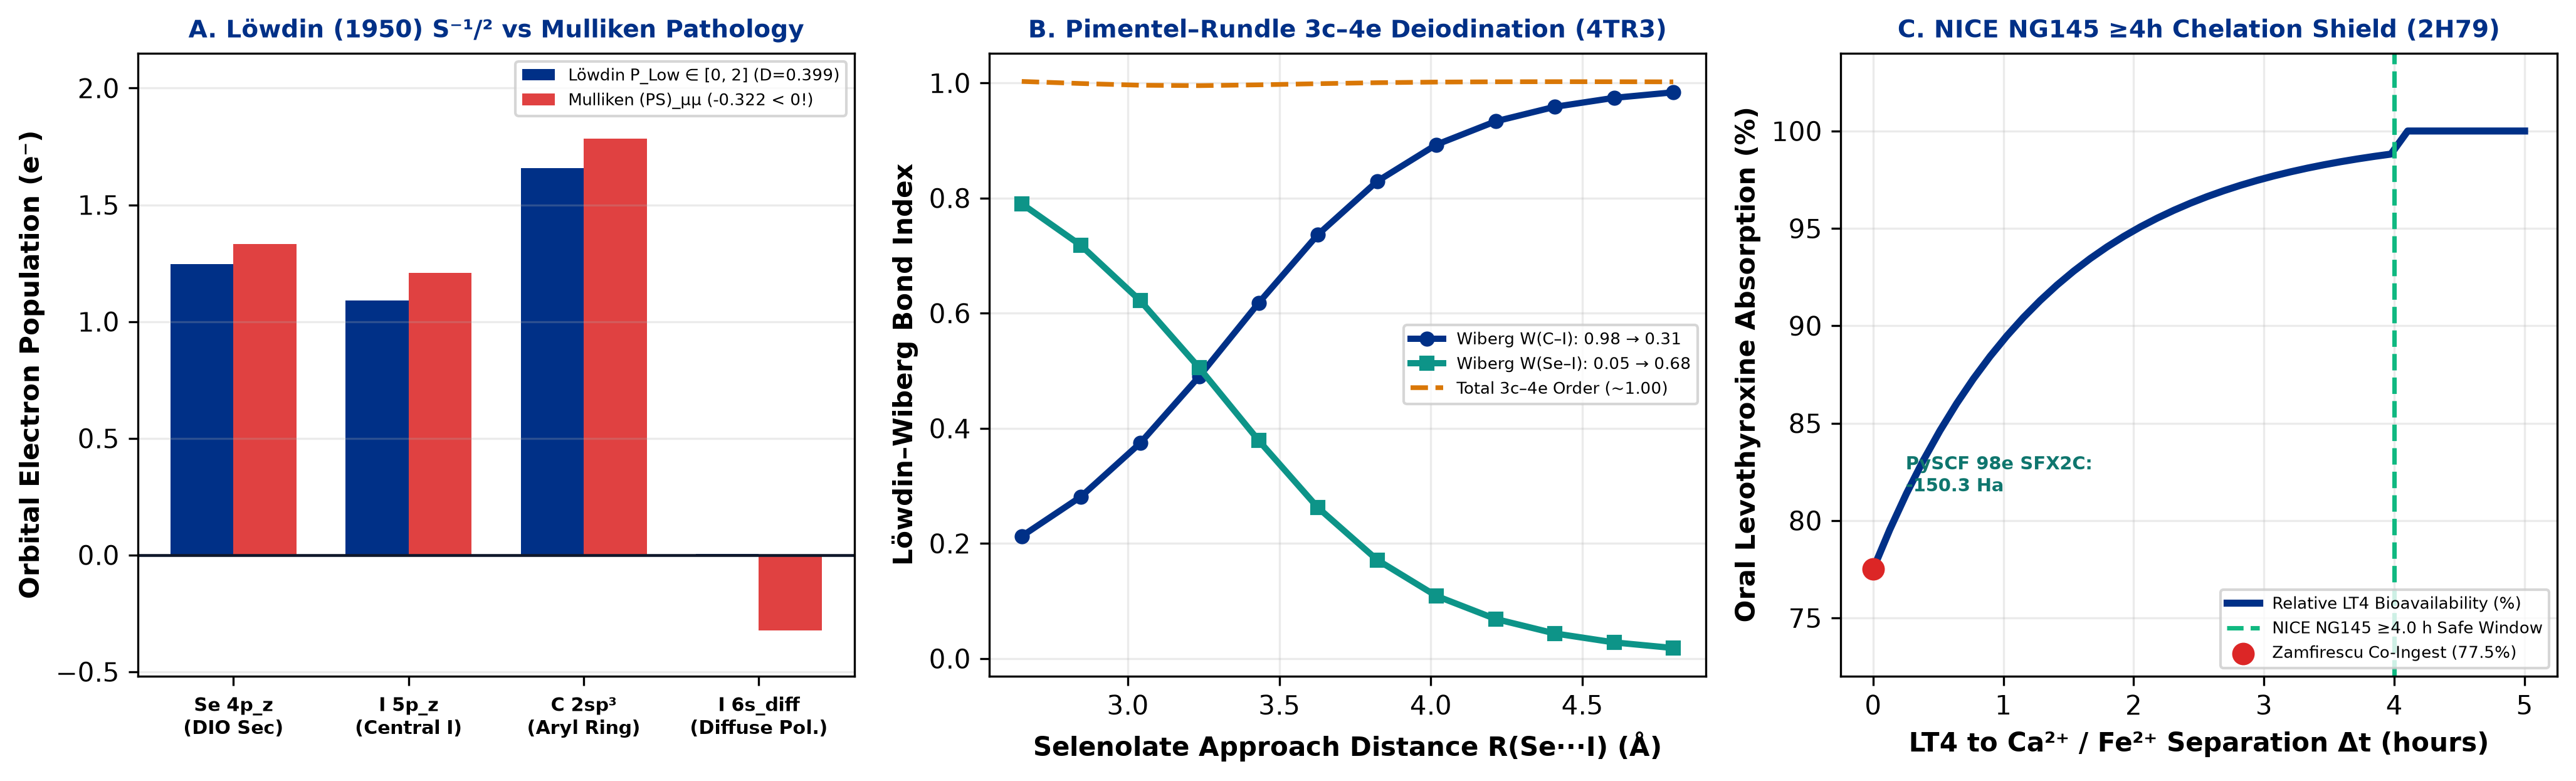 A. Löwdin (1950) S⁻¹/² vs Mulliken Pathology
Orbital Electron Population (e⁻)
2.0
1.5
1.0
0.5
0.0
−0.5
Löwdin P_Low ∈ [0, 2] (D=0.399)
Mulliken (PS)_μμ (-0.322 < 0!)
Se 4p_z
(DIO Sec)
I 5p_z
(Central I)
C 2sp³
(Aryl Ring)
I 6s_diff
(Diffuse Pol.)
B. Pimentel–Rundle 3c–4e Deiodination (4TR3)
Löwdin–Wiberg Bond Index
1.0
0.8
0.6
0.4
0.2
0.0
Wiberg W(C–I): 0.98 → 0.31
Wiberg W(Se–I): 0.05 → 0.68
Total 3c–4e Order (~1.00)
3.0
3.5
4.0
4.5
Selenolate Approach Distance R(Se···I) (Å)
C. NICE NG145 ≥4h Chelation Shield (2H79)
Oral Levothyroxine Absorption (%)
100
95
90
85
80
75
PySCF 98e SFX2C:
-150.3 Ha
Relative LT4 Bioavailability (%)
NICE NG145 ≥4.0 h Safe Window
Zamfirescu Co-Ingest (77.5%)
0
1
2
3
4
5
LT4 to Ca²⁺ / Fe²⁺ Separation Δt (hours)